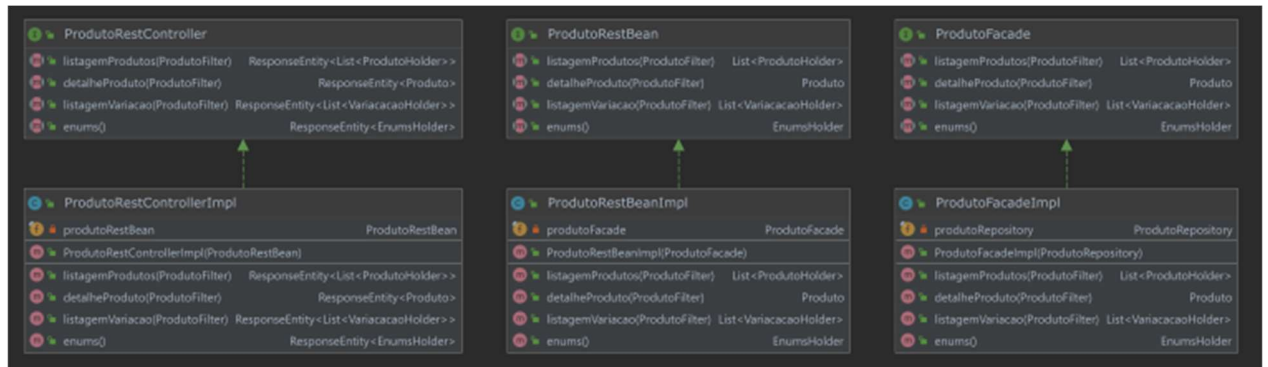 ProdutoRestController
listagemProdutos(ProdutoFilter) ResponseEntity<List<ProdutoHolder>>
detalheProduto(ProdutoFilter) ResponseEntity<Produto>
listagemVariacao(ProdutoFilter) ResponseEntity<List<VariacacaoHolder>>
enums() ResponseEntity<EnumsHolder>
ProdutoRestBean
listagemProdutos(ProdutoFilter) List<ProdutoHolder>
detalheProduto(ProdutoFilter) Produto
listagemVariacao(ProdutoFilter) List<VariacacaoHolder>
enums() EnumsHolder
ProdutoFacade
listagemProdutos(ProdutoFilter) List<ProdutoHolder>
detalheProduto(ProdutoFilter) Produto
listagemVariacao(ProdutoFilter) List<VariacacaoHolder>
enums() EnumsHolder
ProdutoRestControllerImpl
produtoRestBean ProdutoRestBean
ProdutoRestControllerImpl(ProdutoRestBean)
listagemProdutos(ProdutoFilter) ResponseEntity<List<ProdutoHolder>>
detalheProduto(ProdutoFilter) ResponseEntity<Produto>
listagemVariacao(ProdutoFilter) ResponseEntity<List<VariacacaoHolder>>
enums() ResponseEntity<EnumsHolder>
ProdutoRestBeanImpl
produtoFacade ProdutoFacade
ProdutoRestBeanImpl(ProdutoFacade)
listagemProdutos(ProdutoFilter) List<ProdutoHolder>
detalheProduto(ProdutoFilter) Produto
listagemVariacao(ProdutoFilter) List<VariacacaoHolder>
enums() EnumsHolder
ProdutoFacadeImpl
produtoRepository ProdutoRepository
ProdutoFacadeImpl(ProdutoRepository)
listagemProdutos(ProdutoFilter) List<ProdutoHolder>
detalheProduto(ProdutoFilter) Produto
listagemVariacao(ProdutoFilter) List<VariacacaoHolder>
enums() EnumsHolder